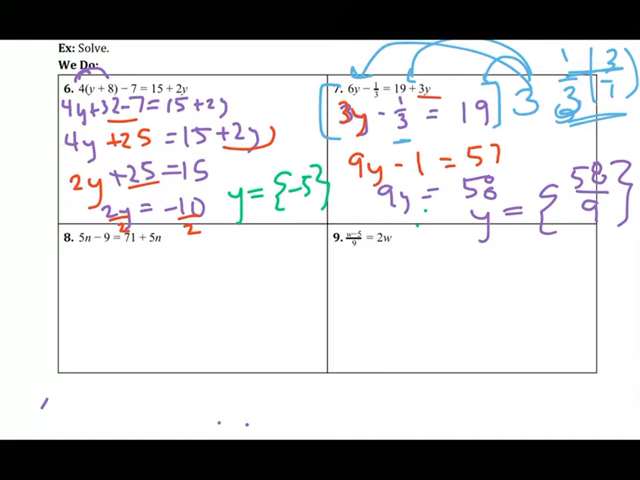 Ex: Solve.
We Do:
6. 4(y + 8) − 7 = 15 + 2y
4y+32-7=15+2y
4y +25 =15+2y
2y +25 =15
2y = -10
2 2
y = {-5}
7. 6y − 1/3 = 19 + 3y
[3y - 1/3 = 19] 3
9y - 1 = 57
9y = 58
y = {58/9}
1/3 | 3/1
8. 5n − 9 = 71 + 5n
9. (w−5)/9 = 2w